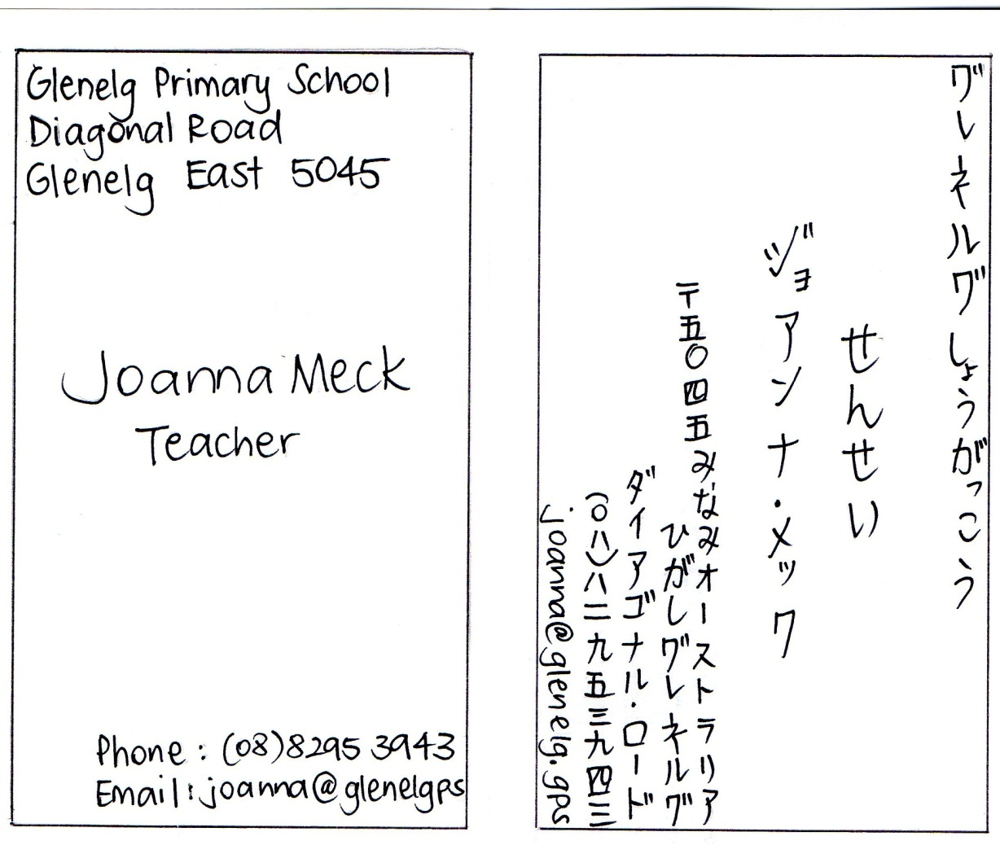 Glenelg Primary School
Diagonal Road
Glenelg East 5045
Joanna Meck
Teacher
Phone: (08)8295 3943
Email: joanna@glenelgps
グレネルグしょうがっこう
せんせい
ジョアンナ・メック
〒五〇四五みなみオーストラリア
ひがしグレネルグ
ダイアゴナル・ロード
(〇八)八二九五三九四三
joanna@glenelg.gps